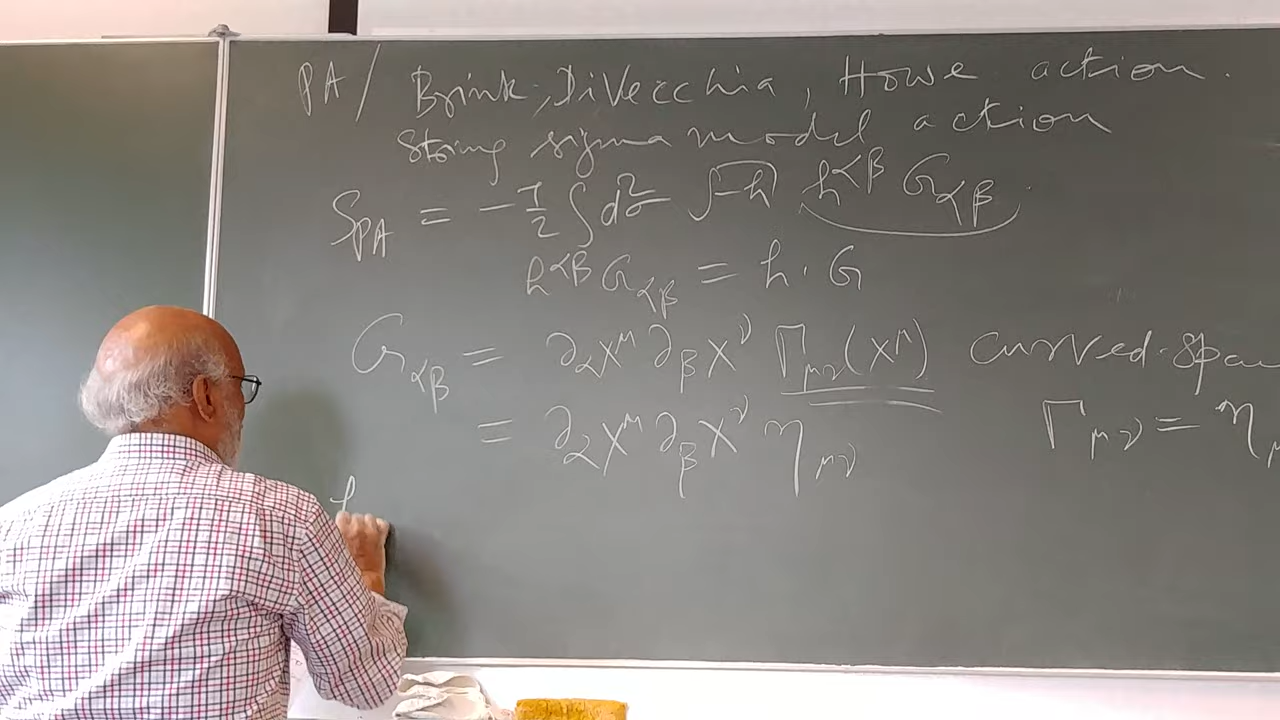 PA / Brink, DiVecchia, Howe action.
String sigma model action
S_PA = - T/2 ∫ d²σ √-h h^αβ G_αβ.
h^αβ G_αβ = h · G
G_αβ = ∂_α X^μ ∂_β X^ν Γ_μν (X^μ) curved-spa
= ∂_α X^μ ∂_β X^ν η_μν Γ_μν = η_μ